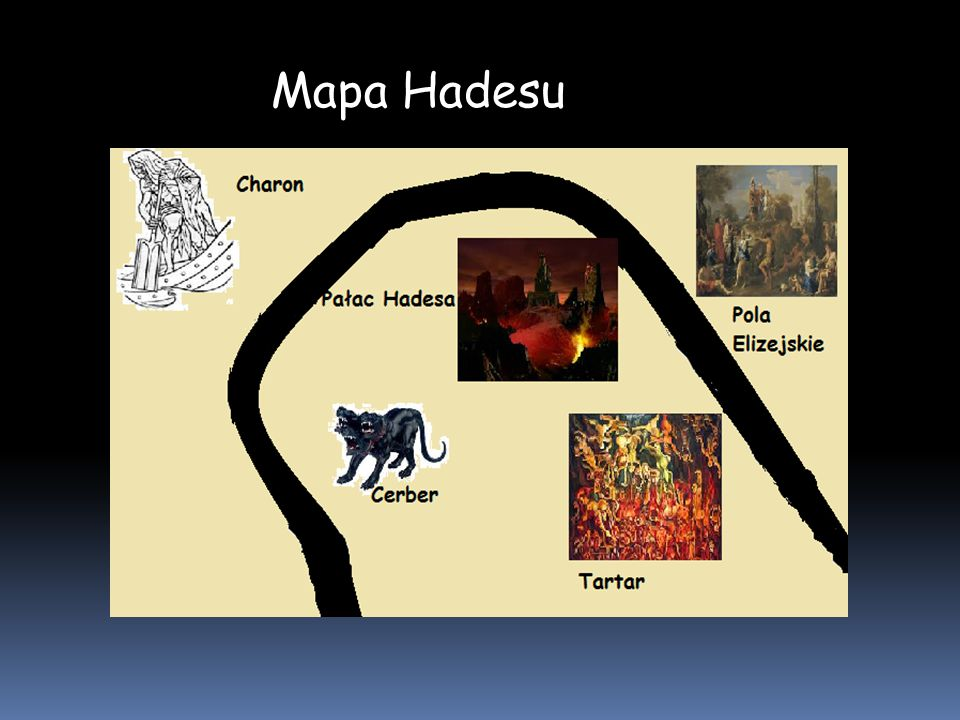 Mapa Hadesu
Charon
Pałac Hadesa
Pola
Elizejskie
Cerber
Tartar